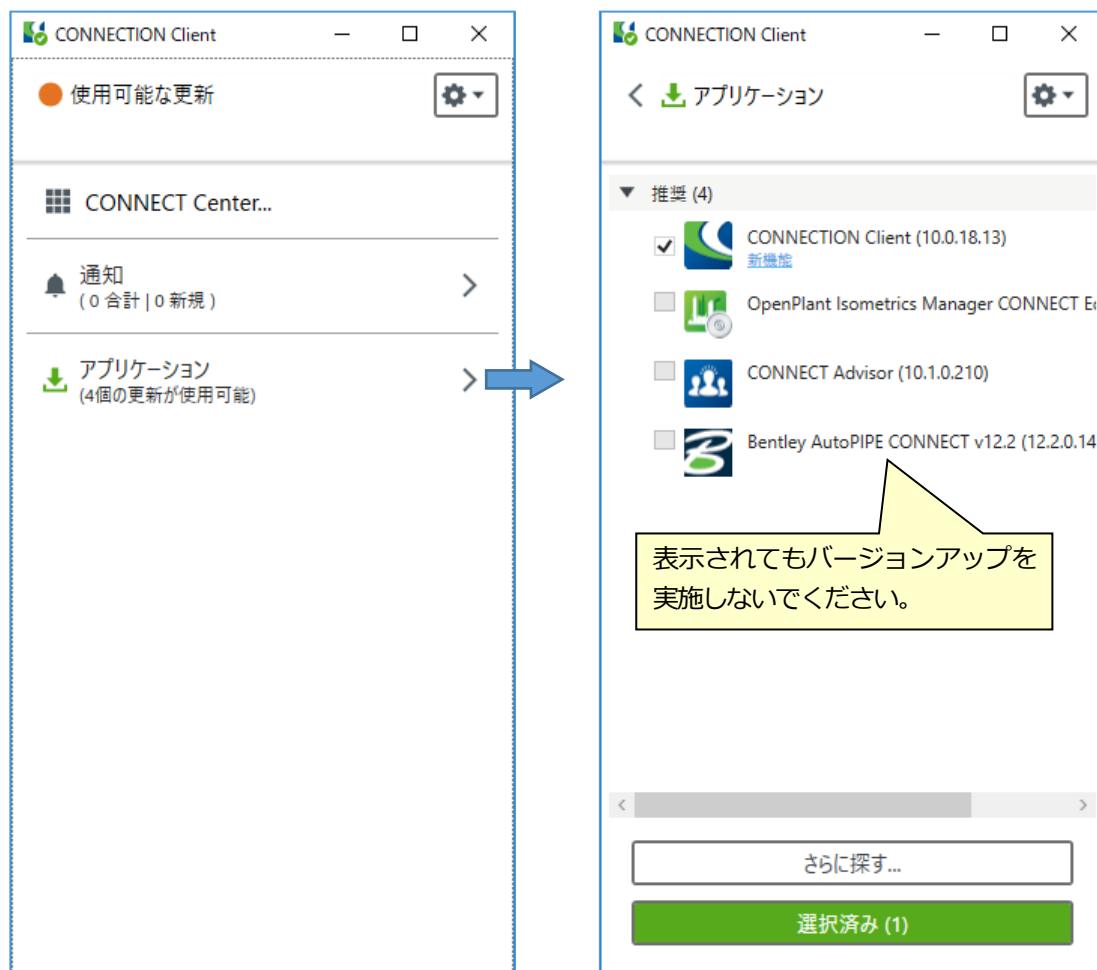 CONNECTION Client
使用可能な更新
CONNECT Center...
通知
( 0 合計 | 0 新規 )
アプリケーション
(4個の更新が使用可能)
CONNECTION Client
アプリケーション
推奨 (4)
CONNECTION Client (10.0.18.13)
新機能
OpenPlant Isometrics Manager CONNECT
CONNECT Advisor (10.1.0.210)
Bentley AutoPIPE CONNECT v12.2 (12.2.0.14
表示されてもバージョンアップを
実施しないでください。
さらに探す...
選択済み (1)